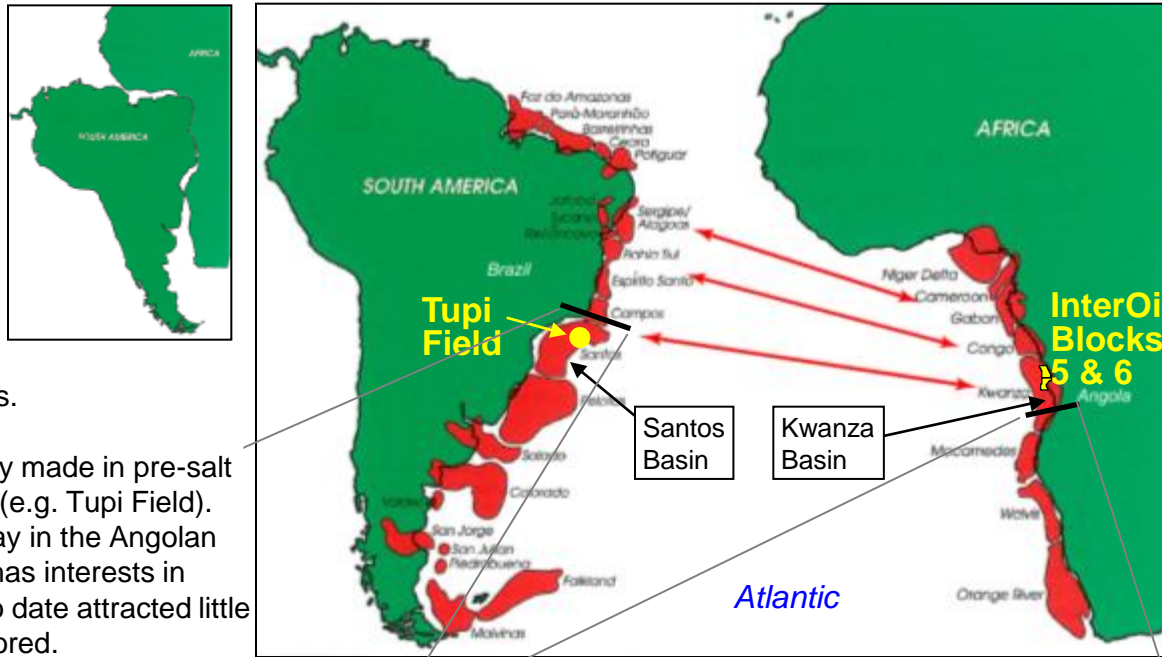 AFRICA
SOUTH AMERICA
s.
y made in pre-salt
(e.g. Tupi Field).
ay in the Angolan
has interests in
o date attracted little
ored.
Foz do Amazonas
Pará-Maranhão
Barreirinhas
Ceara
Potiguar
SOUTH AMERICA
AFRICA
Sergipe/
Alagoas
Bahia Sul
Brazil
Espírito Santo
Campos
Tupi
Field
Santos
Pelotas
Santos
Basin
Kwanza
Basin
Niger Delta
Cameroon
Gabon
Congo
Kwanza
InterOi
Blocks
5 & 6
Angola
Mocamedes
Walvis
Orange River
Salado
Colorado
San Jorge
San Julian
Piedrabuena
Falkland
Malvinas
Atlantic